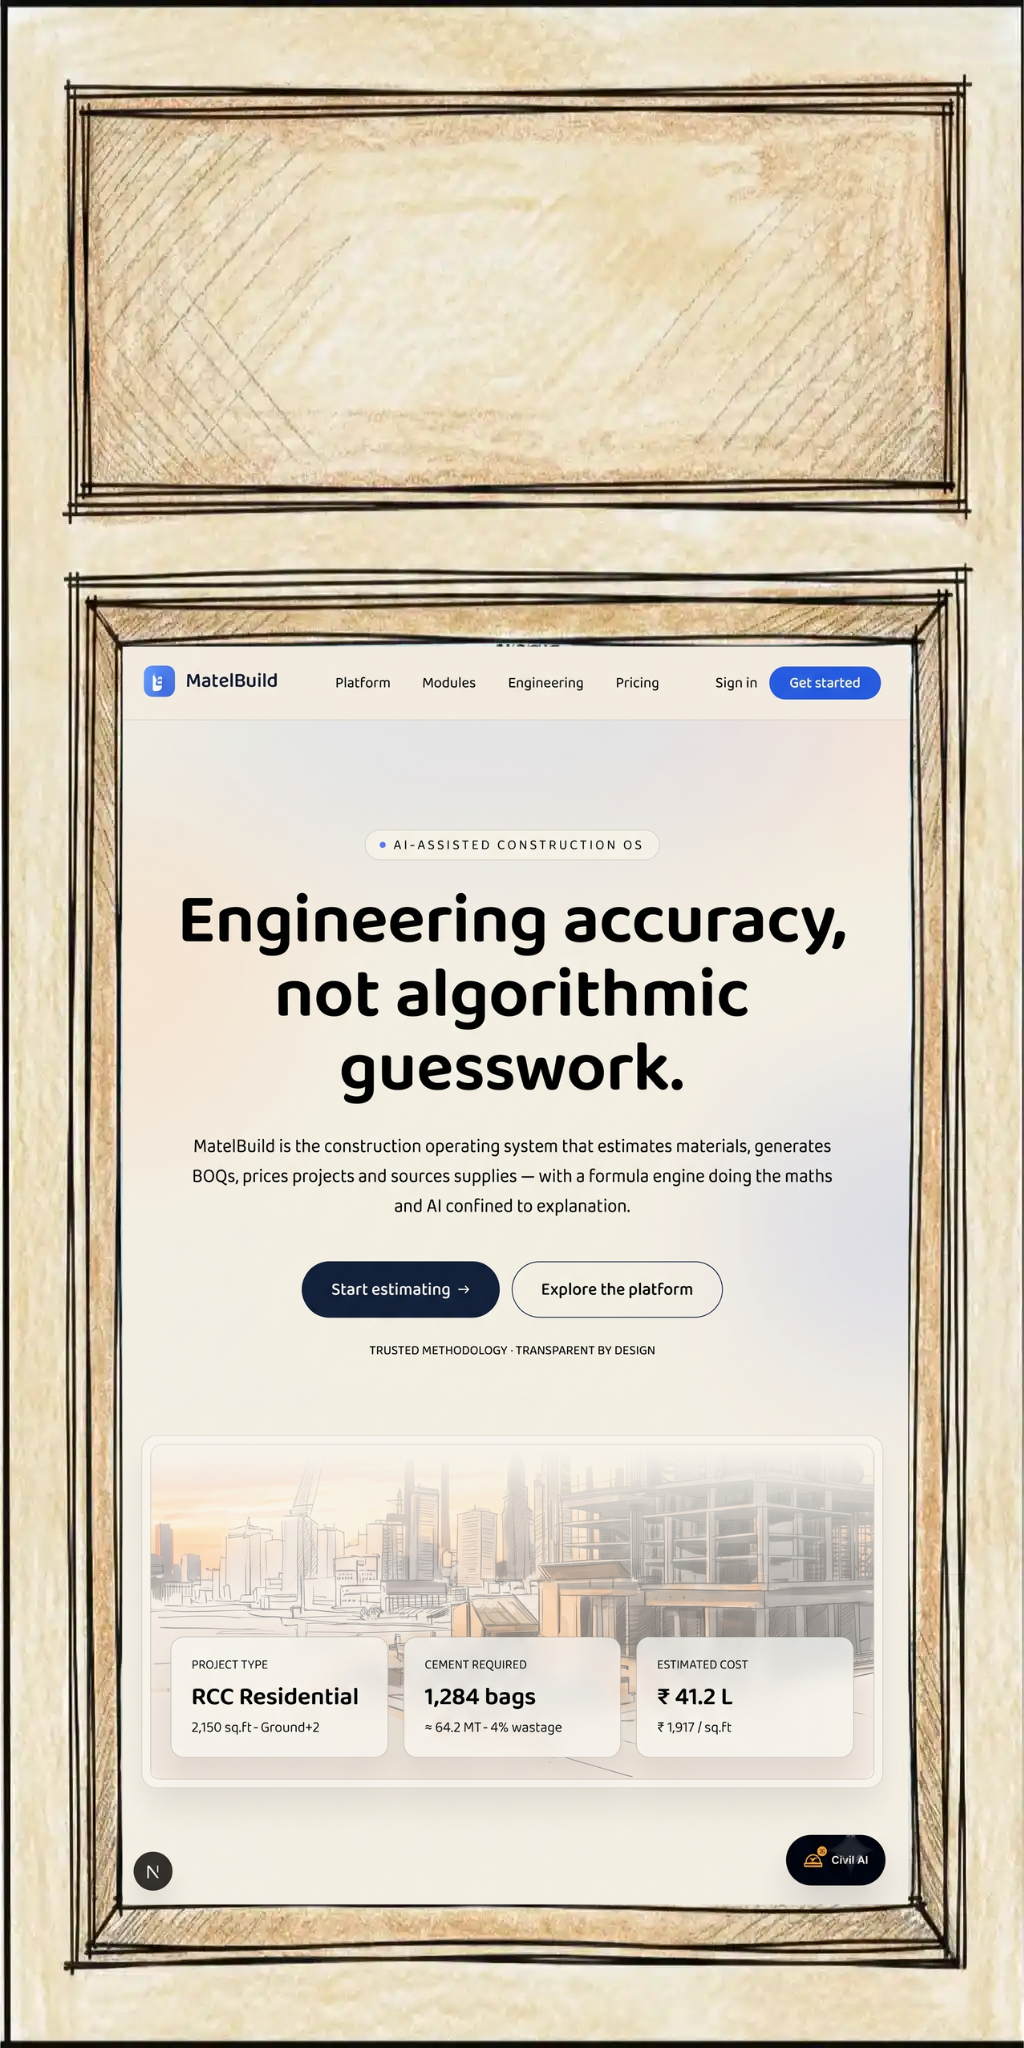 MatelBuild
Platform Modules Engineering Pricing
Sign in Get started
AI-ASSISTED CONSTRUCTION OS
Engineering accuracy,
not algorithmic
guesswork.
MatelBuild is the construction operating system that estimates materials, generates
BOQs, prices projects and sources supplies — with a formula engine doing the maths
and AI confined to explanation.
Start estimating →
Explore the platform
TRUSTED METHODOLOGY · TRANSPARENT BY DESIGN
PROJECT TYPE
RCC Residential
2,150 sq.ft - Ground+2
CEMENT REQUIRED
1,284 bags
≈ 64.2 MT - 4% wastage
ESTIMATED COST
₹ 41.2 L
₹ 1,917 / sq.ft
N
Civil AI